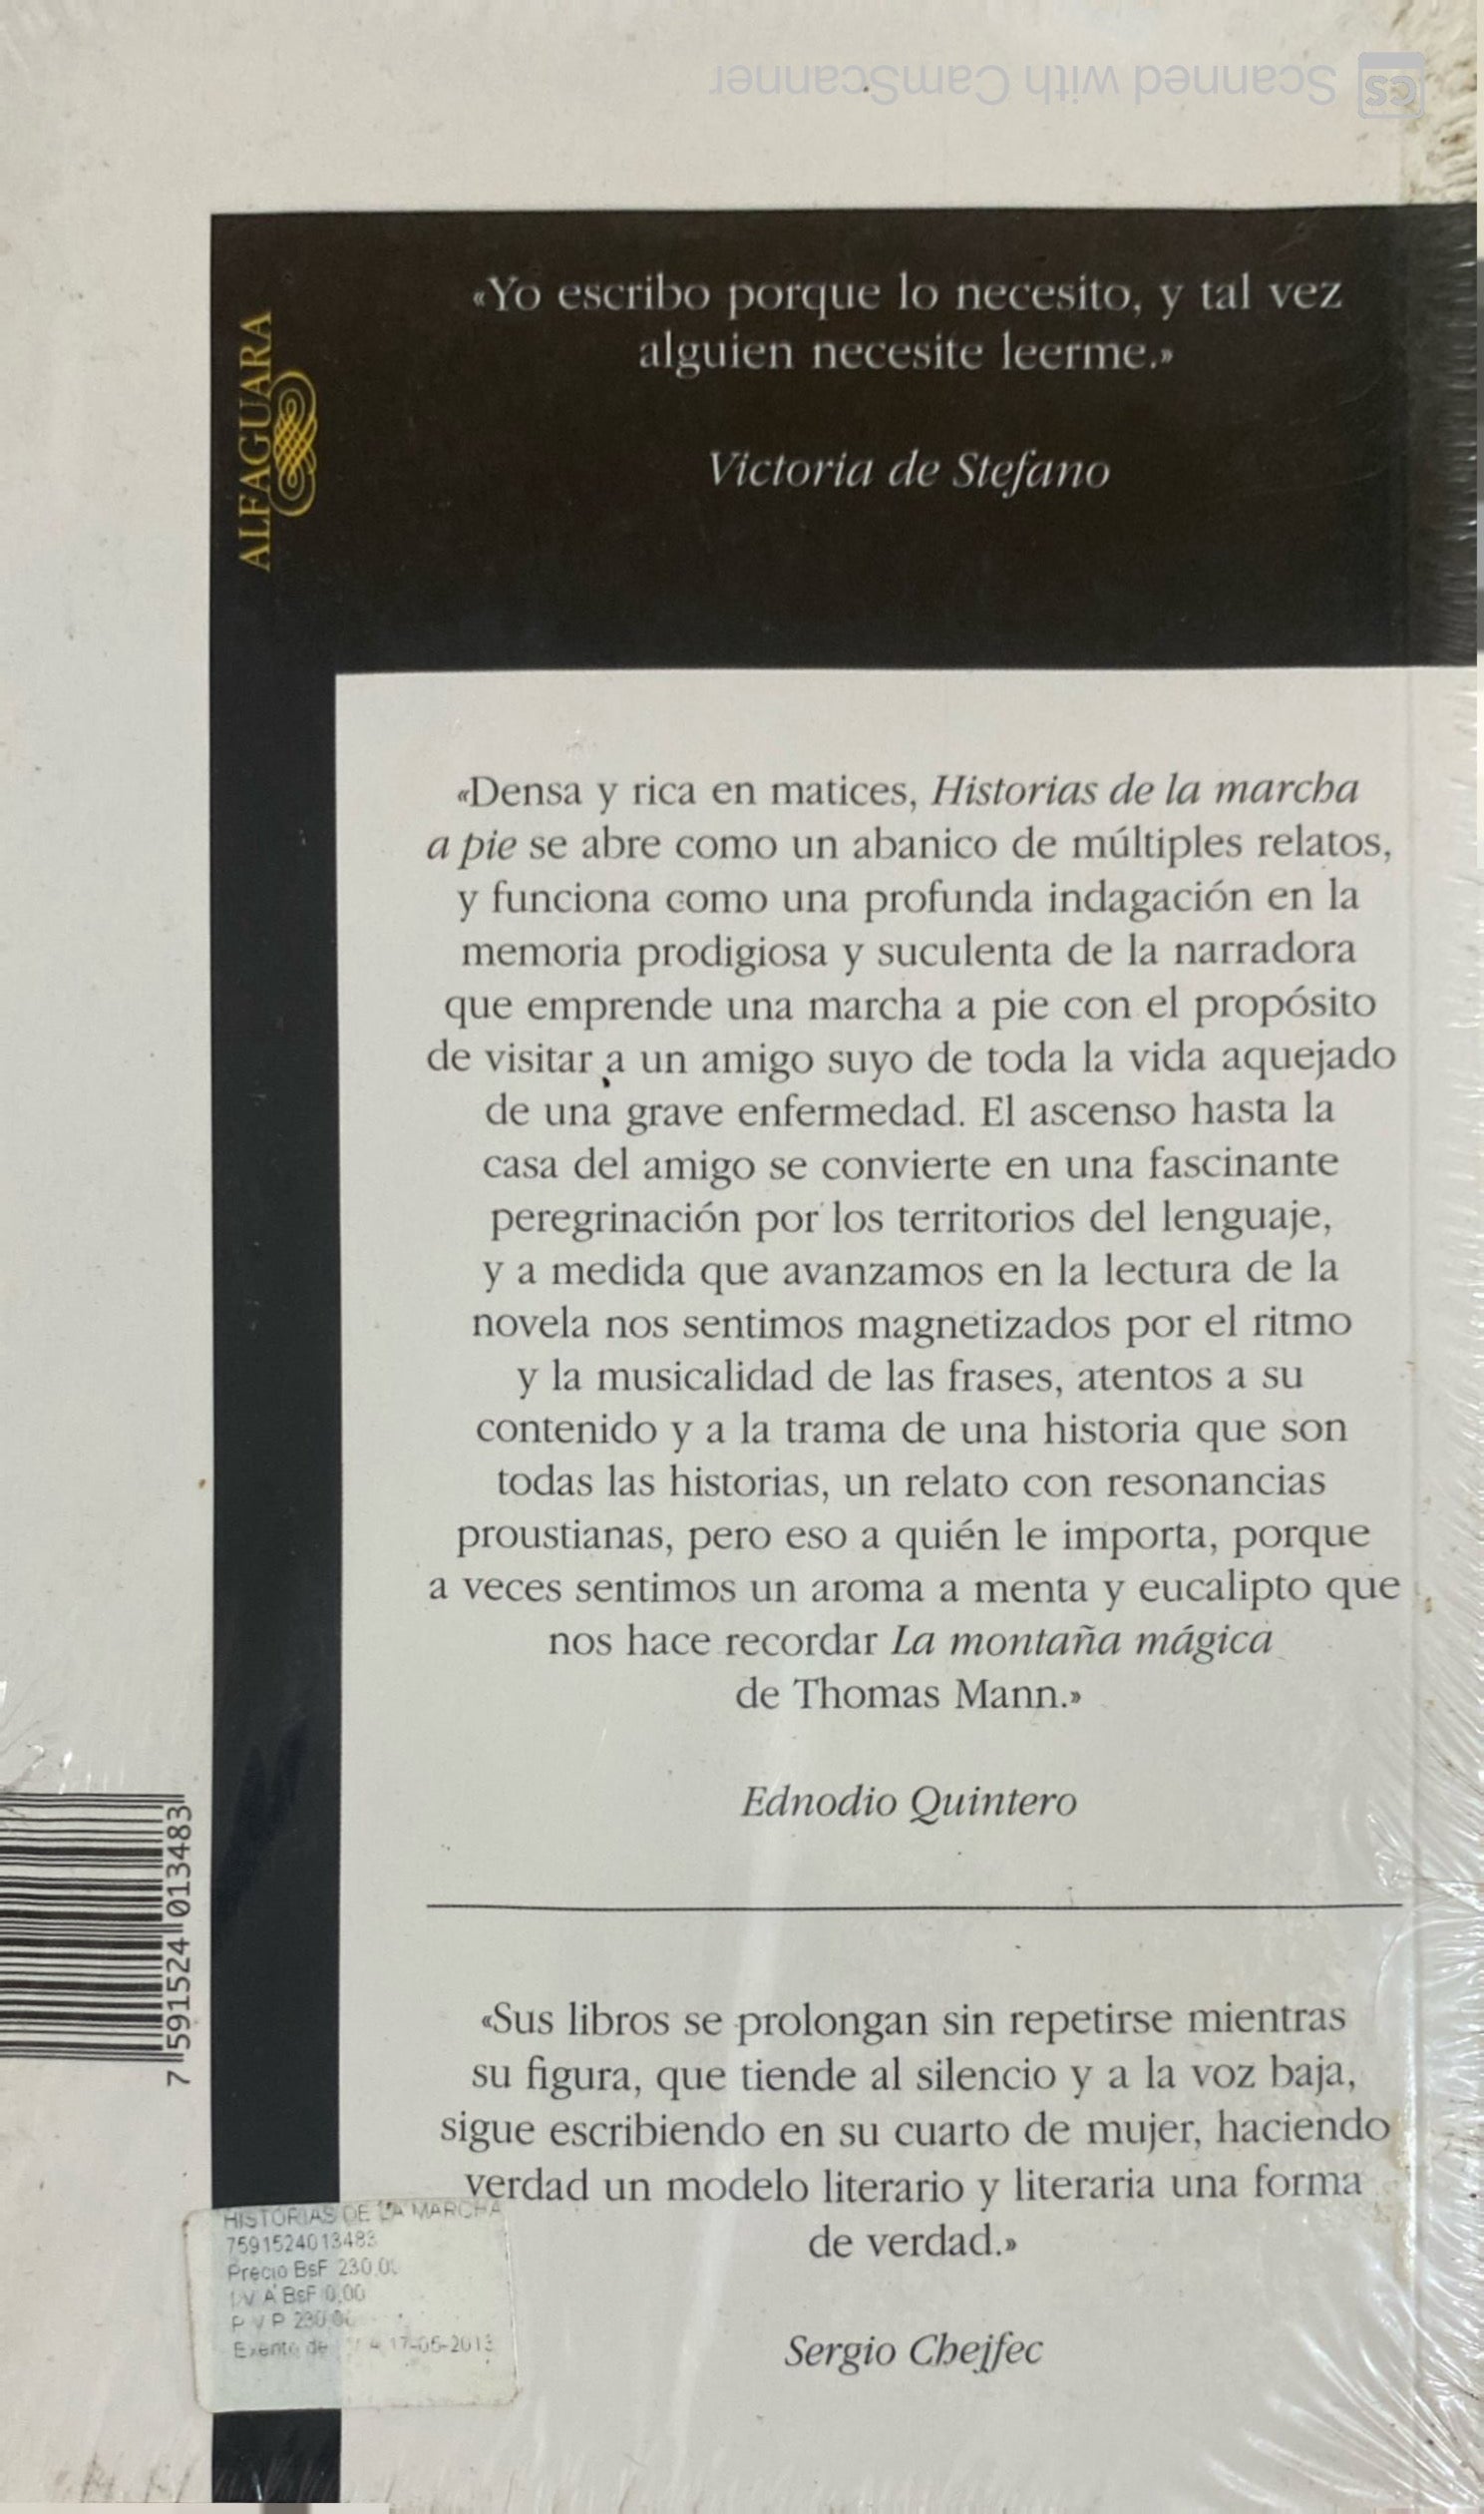 Scanned with CamScanner
CS
ALFAGUARA
«Yo escribo porque lo necesito, y tal vez
alguien necesite leerme.»
Victoria de Stefano
«Densa y rica en matices, Historias de la marcha
a pie se abre como un abanico de múltiples relatos,
y funciona como una profunda indagación en la
memoria prodigiosa y suculenta de la narradora
que emprende una marcha a pie con el propósito
de visitar a un amigo suyo de toda la vida aquejado
de una grave enfermedad. El ascenso hasta la
casa del amigo se convierte en una fascinante
peregrinación por los territorios del lenguaje,
y a medida que avanzamos en la lectura de la
novela nos sentimos magnetizados por el ritmo
y la musicalidad de las frases, atentos a su
contenido y a la trama de una historia que son
todas las historias, un relato con resonancias
proustianas, pero eso a quién le importa, porque
a veces sentimos un aroma a menta y eucalipto que
nos hace recordar La montaña mágica
de Thomas Mann.»
Ednodio Quintero
«Sus libros se prolongan sin repetirse mientras
su figura, que tiende al silencio y a la voz baja,
sigue escribiendo en su cuarto de mujer, haciendo
verdad un modelo literario y literaria una forma
de verdad.»
Sergio Chejfec
7 591524 013483
HISTORIAS DE LA MARCHA
7591524013483
Precio BsF 230.0
I.V.A BsF 0,00
P V P 230.0
Exento de 17-05-2013